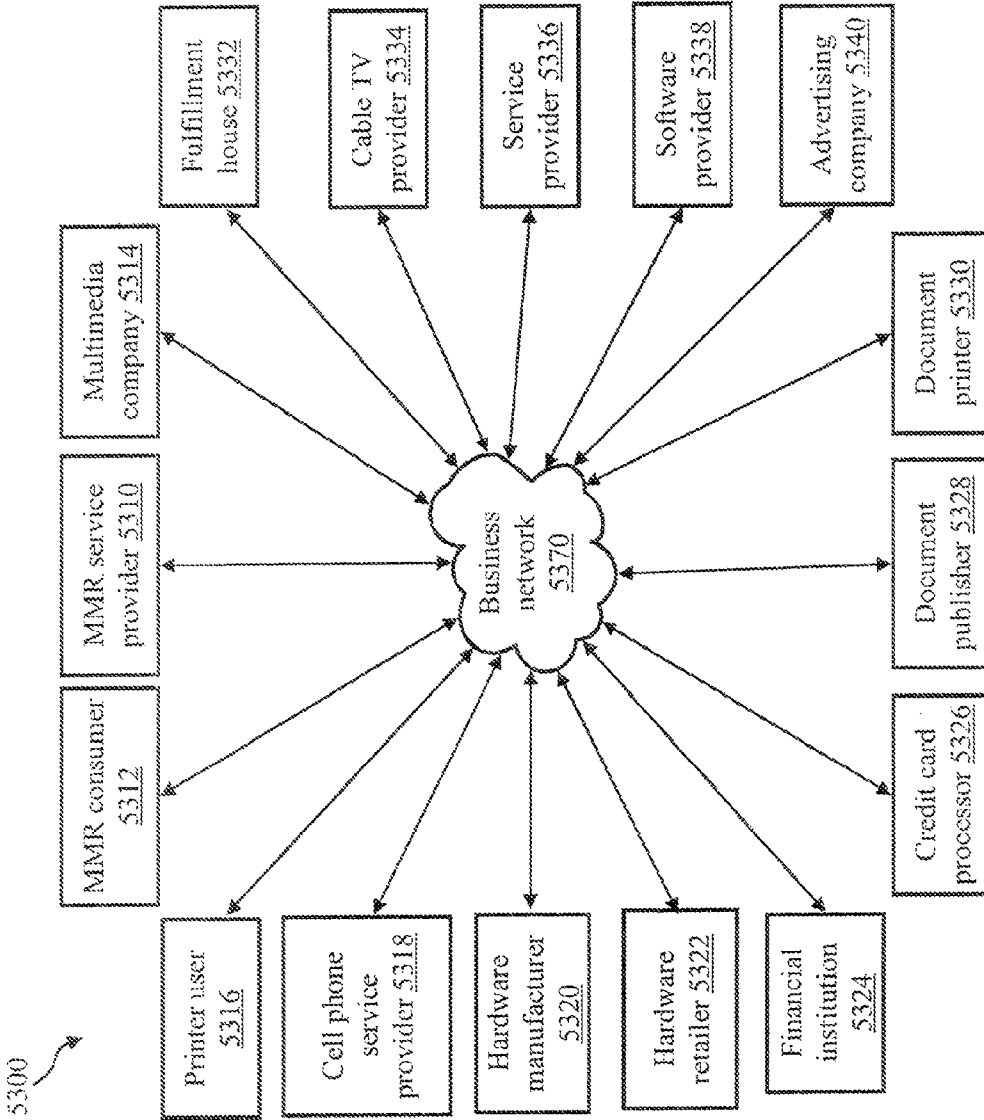 5300
MMR consumer
5312
MMR service
provider 5310
Multimedia
company 5314
Printer user
5316
Cell phone
service
provider 5318
Hardware
manufacturer
5320
Hardware
retailer 5322
Financial
institution
5324
Business
network
5370
Fulfillment
house 5332
Cable TV
provider 5334
Service
provider 5336
Software
provider 5338
Advertising
company 5340
Credit card
processor 5326
Document
publisher 5328
Document
printer 5330